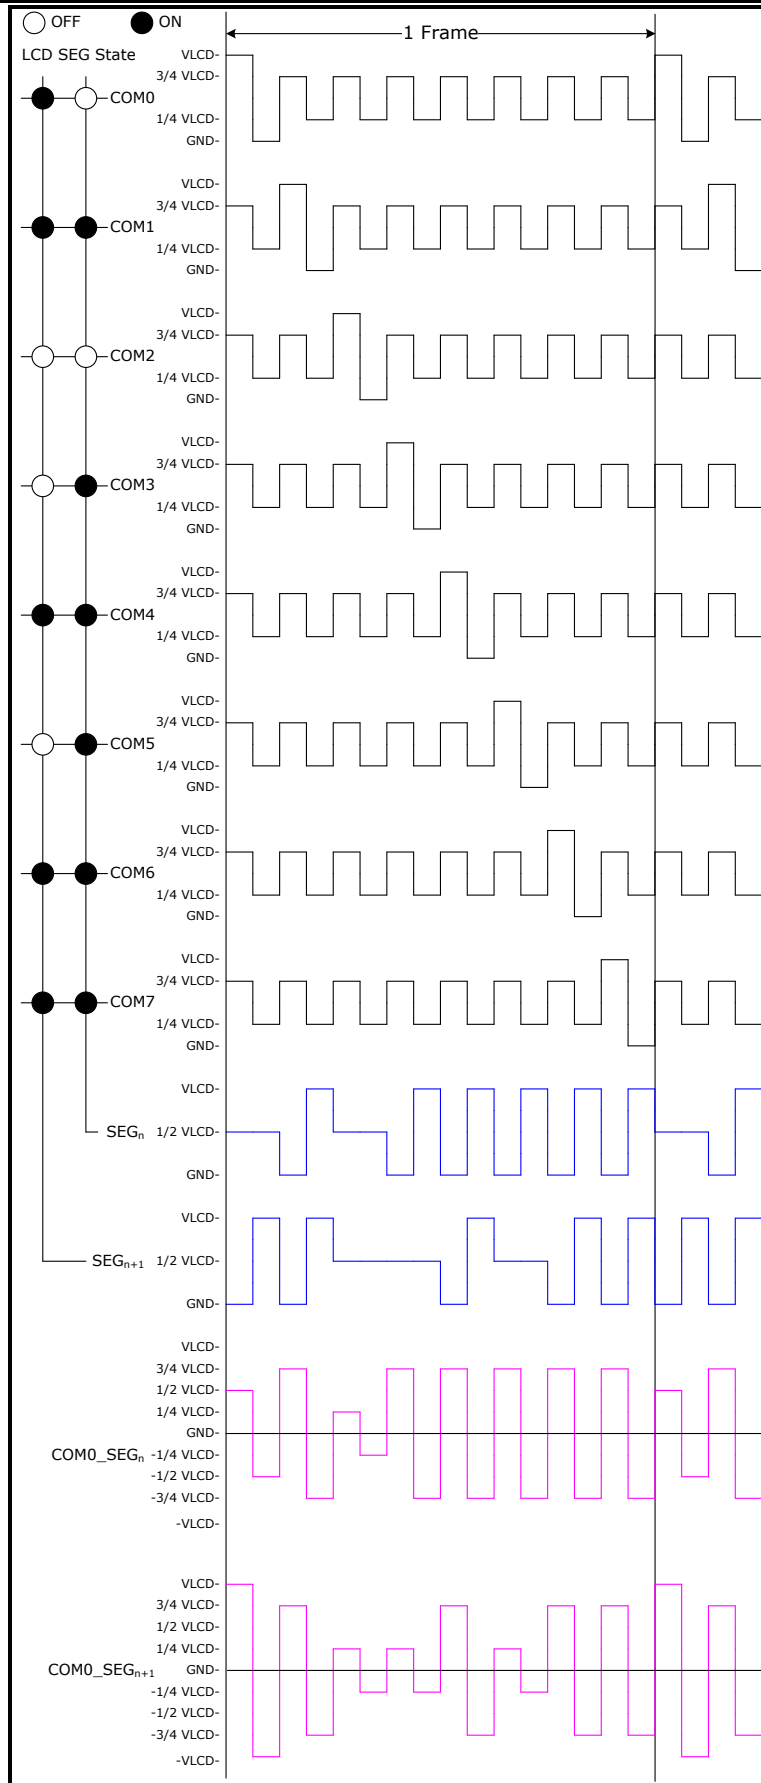 OFF ON
1 Frame
LCD SEG State
VLCD-
3/4 VLCD-
COM0
1/4 VLCD-
GND-
VLCD-
3/4 VLCD-
COM1
1/4 VLCD-
GND-
VLCD-
3/4 VLCD-
COM2
1/4 VLCD-
GND-
VLCD-
3/4 VLCD-
COM3
1/4 VLCD-
GND-
VLCD-
3/4 VLCD-
COM4
1/4 VLCD-
GND-
VLCD-
3/4 VLCD-
COM5
1/4 VLCD-
GND-
VLCD-
3/4 VLCD-
COM6
1/4 VLCD-
GND-
VLCD-
3/4 VLCD-
COM7
1/4 VLCD-
GND-
VLCD-
SEGn 1/2 VLCD-
GND-
VLCD-
SEGn+1 1/2 VLCD-
GND-
VLCD-
3/4 VLCD-
1/2 VLCD-
1/4 VLCD-
GND-
COM0_SEGn -1/4 VLCD-
-1/2 VLCD-
-3/4 VLCD-
-VLCD-
VLCD-
3/4 VLCD-
1/2 VLCD-
1/4 VLCD-
COM0_SEGn+1 GND-
-1/4 VLCD-
-1/2 VLCD-
-3/4 VLCD-
-VLCD-